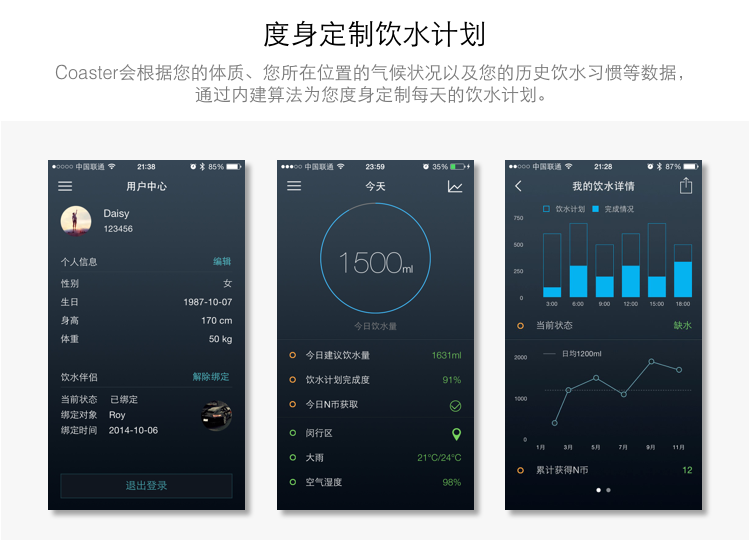 度身定制饮水计划
Coaster会根据您的体质、您所在位置的气候状况以及您的历史饮水习惯等数据，
通过内建算法为您度身定制每天的饮水计划。
中国联通 21:38 85%
用户中心
Daisy
123456
个人信息 编辑
性别 女
生日 1987-10-07
身高 170 cm
体重 50 kg
饮水伴侣 解除绑定
当前状态 已绑定
绑定对象 Roy
绑定时间 2014-10-06
退出登录
中国联通 23:59 35%
今天
1500ml
今日饮水量
今日建议饮水量 1631ml
饮水计划完成度 91%
今日N币获取
闵行区
大雨 21°C/24°C
空气湿度 98%
中国联通 21:28 87%
我的饮水详情
饮水计划 完成情况
750
500
250
0
3:00 6:00 9:00 12:00 15:00 18:00
当前状态 缺水
日均1200ml
2000
1000
0
1月 3月 5月 7月 9月 11月
累计获得N币 12